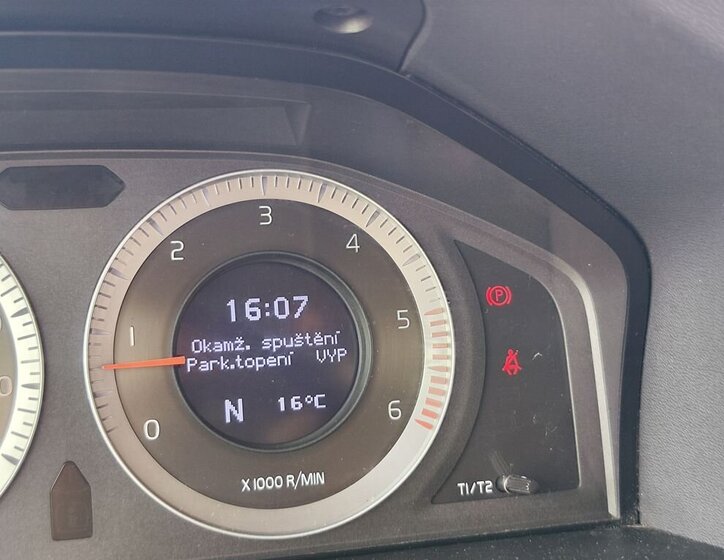 3
2
4
16:07
5
1
Okamž. spuštění
Park.topení VYP
6
0
N 16°C
X 1000 R/MIN
P
T1/T2
0